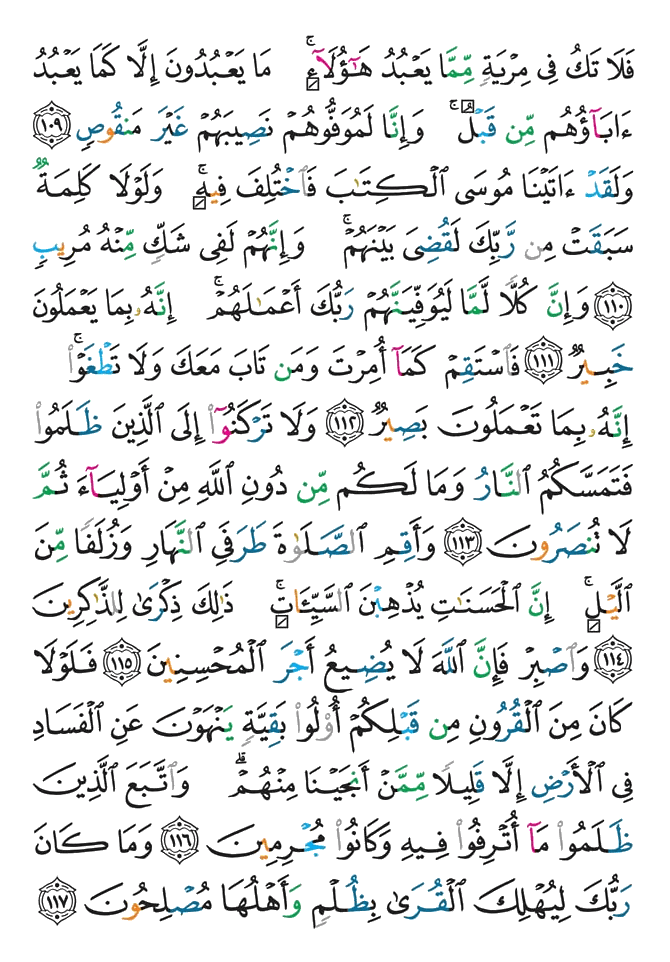 فَلَا تَكُ فِى مِرْيَةٍ مِّمَّا يَعْبُدُ هَٰٓؤُلَآءِ ۚ مَا يَعْبُدُونَ إِلَّا كَمَا يَعْبُدُ
ءَابَآؤُهُم مِّن قَبْلُ ۚ وَإِنَّا لَمُوَفُّوهُمْ نَصِيبَهُمْ غَيْرَ مَنقُوصٍ ١٠٩
وَلَقَدْ ءَاتَيْنَا مُوسَى ٱلْكِتَٰبَ فَٱخْتُلِفَ فِيهِ ۚ وَلَوْلَا كَلِمَةٌ
سَبَقَتْ مِن رَّبِّكَ لَقُضِىَ بَيْنَهُمْ ۚ وَإِنَّهُمْ لَفِى شَكٍّ مِّنْهُ مُرِيبٍ
١١٠ وَإِنَّ كُلًّا لَّمَّا لَيُوَفِّيَنَّهُمْ رَبُّكَ أَعْمَٰلَهُمْ ۚ إِنَّهُۥ بِمَا يَعْمَلُونَ
خَبِيرٌ ١١١ فَٱسْتَقِمْ كَمَآ أُمِرْتَ وَمَن تَابَ مَعَكَ وَلَا تَطْغَوْا۟ ۚ
إِنَّهُۥ بِمَا تَعْمَلُونَ بَصِيرٌ ١١٢ وَلَا تَرْكَنُوٓا۟ إِلَى ٱلَّذِينَ ظَلَمُوا۟
فَتَمَسَّكُمُ ٱلنَّارُ وَمَا لَكُم مِّن دُونِ ٱللَّهِ مِنْ أَوْلِيَآءَ ثُمَّ
لَا تُنصَرُونَ ١١٣ وَأَقِمِ ٱلصَّلَوٰةَ طَرَفَىِ ٱلنَّهَارِ وَزُلَفًا مِّنَ
ٱلَّيْلِ ۚ إِنَّ ٱلْحَسَنَٰتِ يُذْهِبْنَ ٱلسَّيِّـَٔاتِ ۚ ذَٰلِكَ ذِكْرَىٰ لِلذَّٰكِرِينَ
١١٤ وَٱصْبِرْ فَإِنَّ ٱللَّهَ لَا يُضِيعُ أَجْرَ ٱلْمُحْسِنِينَ ١١٥ فَلَوْلَا
كَانَ مِنَ ٱلْقُرُونِ مِن قَبْلِكُمْ أُو۟لُوا۟ بَقِيَّةٍ يَنْهَوْنَ عَنِ ٱلْفَسَادِ
فِى ٱلْأَرْضِ إِلَّا قَلِيلًا مِّمَّنْ أَنجَيْنَا مِنْهُمْ ۗ وَٱتَّبَعَ ٱلَّذِينَ
ظَلَمُوا۟ مَآ أُتْرِفُوا۟ فِيهِ وَكَانُوا۟ مُجْرِمِينَ ١١٦ وَمَا كَانَ
رَبُّكَ لِيُهْلِكَ ٱلْقُرَىٰ بِظُلْمٍ وَأَهْلُهَا مُصْلِحُونَ ١١٧